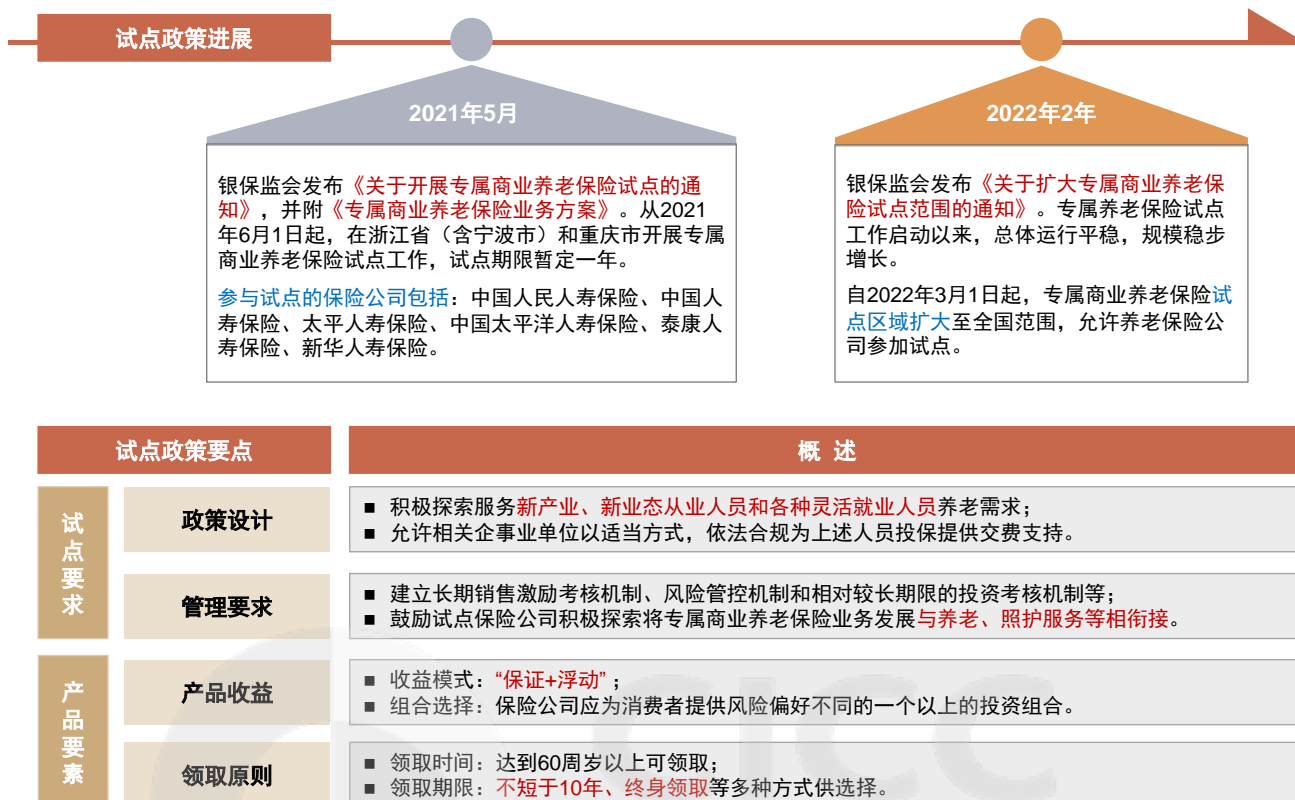 试点政策进展
2021年5月
2022年2年
银保监会发布《关于开展专属商业养老保险试点的通
知》，并附《专属商业养老保险业务方案》。从2021
年6月1日起，在浙江省（含宁波市）和重庆市开展专属
商业养老保险试点工作，试点期限暂定一年。
参与试点的保险公司包括：中国人民人寿保险、中国人
寿保险、太平人寿保险、中国太平洋人寿保险、泰康人
寿保险、新华人寿保险。
银保监会发布《关于扩大专属商业养老保
险试点范围的通知》。专属养老保险试点
工作启动以来，总体运行平稳，规模稳步
增长。
自2022年3月1日起，专属商业养老保险试
点区域扩大至全国范围，允许养老保险公
司参加试点。
试点政策要点
概 述
试点要求
政策设计
■ 积极探索服务新产业、新业态从业人员和各种灵活就业人员养老需求；
■ 允许相关企事业单位以适当方式，依法合规为上述人员投保提供交费支持。
管理要求
■ 建立长期销售激励考核机制、风险管控机制和相对较长期限的投资考核机制等；
■ 鼓励试点保险公司积极探索将专属商业养老保险业务发展与养老、照护服务等相衔接。
产品要素
产品收益
■ 收益模式：“保证+浮动”；
■ 组合选择：保险公司应为消费者提供风险偏好不同的一个以上的投资组合。
领取原则
■ 领取时间：达到60周岁以上可领取；
■ 领取期限：不短于10年、终身领取等多种方式供选择。
CICC